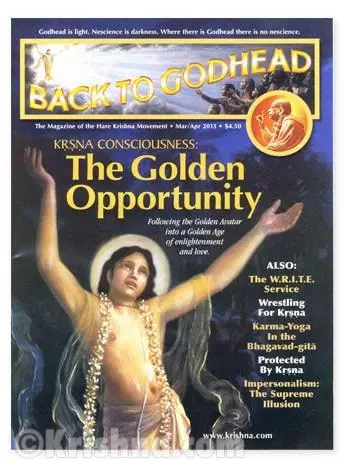 Godhead is light. Nescience is darkness. Where there is Godhead there is no nescience.
BACK TO GODHEAD
The Magazine of the Hare Krishna Movement • Mar/Apr 2013 • $4.50
KṚṢṆA CONSCIOUSNESS:
The Golden
Opportunity
Following the Golden Avatar
into a Golden Age
of enlightenment
and love.
ALSO:
The W.R.I.T.E.
Service
Wrestling
For Kṛṣṇa
Karma-Yoga
In the
Bhagavad-gītā
Protected
By Kṛṣṇa
Impersonalism:
The Supreme
Illusion
www.krishna.com
©Krishna.com